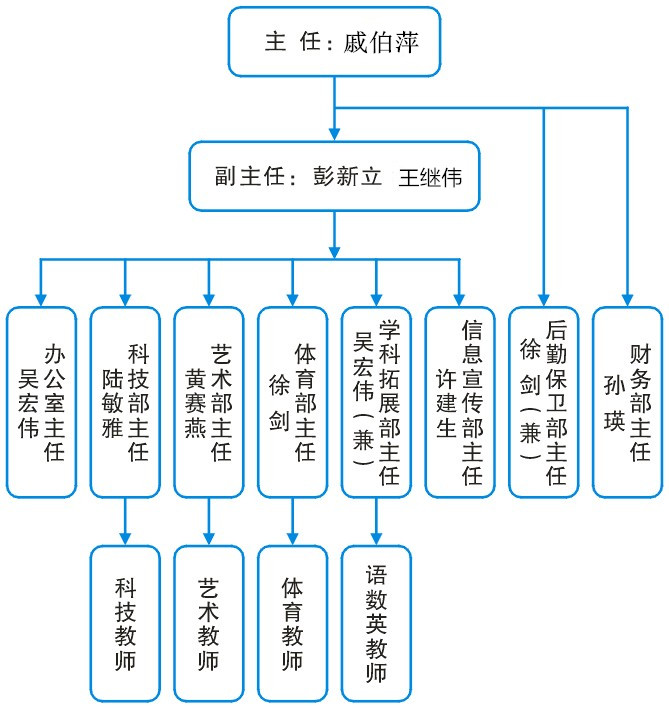 主 任：戚伯萍
副主任：彭新立 王继伟
办公室主任
吴宏伟
科技部主任
陆敏雅
艺术部主任
黄赛燕
体育部主任
徐剑
学科拓展部主任
吴宏伟(兼)
信息宣传部主任
许建生
后勤保卫部主任
徐剑(兼)
财务部主任
孙瑛
科技教师
艺术教师
体育教师
语数英教师